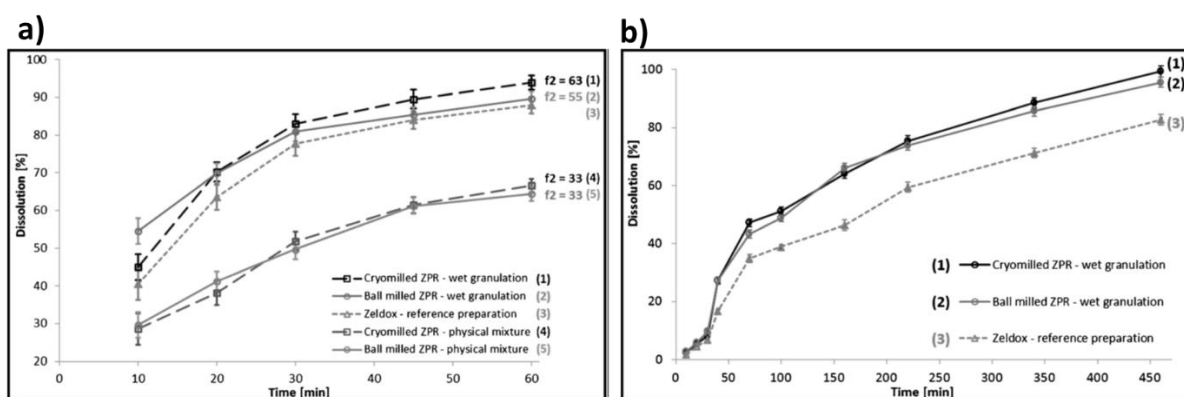 a)
100
90
80
70
60
50
40
30
20
Dissolution [%]
f2 = 63 (1)
f2 = 55 (2)
(3)
f2 = 33 (4)
f2 = 33 (5)
Cryomilled ZPR - wet granulation (1)
Ball milled ZPR - wet granulation (2)
Zeldox - reference preparation (3)
Cryomilled ZPR - physical mixture (4)
Ball milled ZPR - physical mixture (5)
0 10 20 30 40 50 60
Time [min]
b)
100
80
60
40
20
0
Dissolution [%]
(1)
(2)
(3)
(1) Cryomilled ZPR - wet granulation
(2) Ball milled ZPR - wet granulation
(3) Zeldox - reference preparation
0 50 100 150 200 250 300 350 400 450
Time [min]